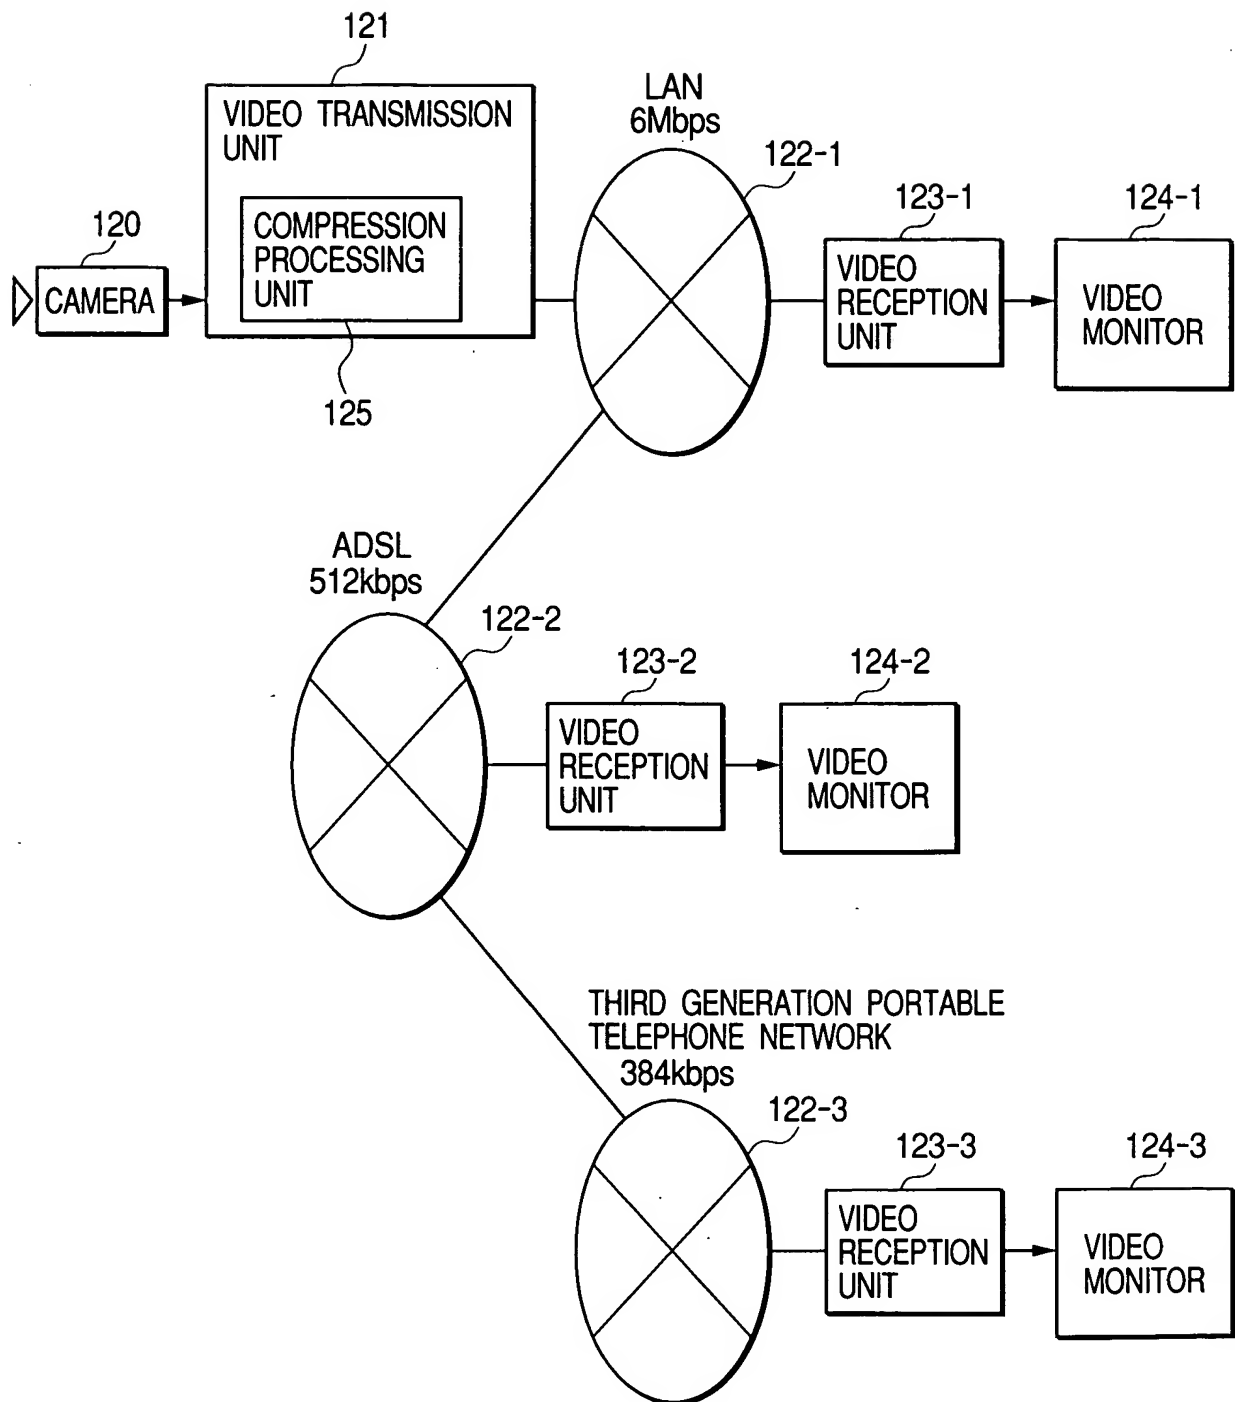 121
VIDEO TRANSMISSION
UNIT
COMPRESSION
PROCESSING
UNIT
125
120
CAMERA
LAN
6Mbps
122-1
123-1
VIDEO
RECEPTION
UNIT
124-1
VIDEO
MONITOR
ADSL
512kbps
122-2
123-2
VIDEO
RECEPTION
UNIT
124-2
VIDEO
MONITOR
THIRD GENERATION PORTABLE
TELEPHONE NETWORK
384kbps
122-3
123-3
VIDEO
RECEPTION
UNIT
124-3
VIDEO
MONITOR